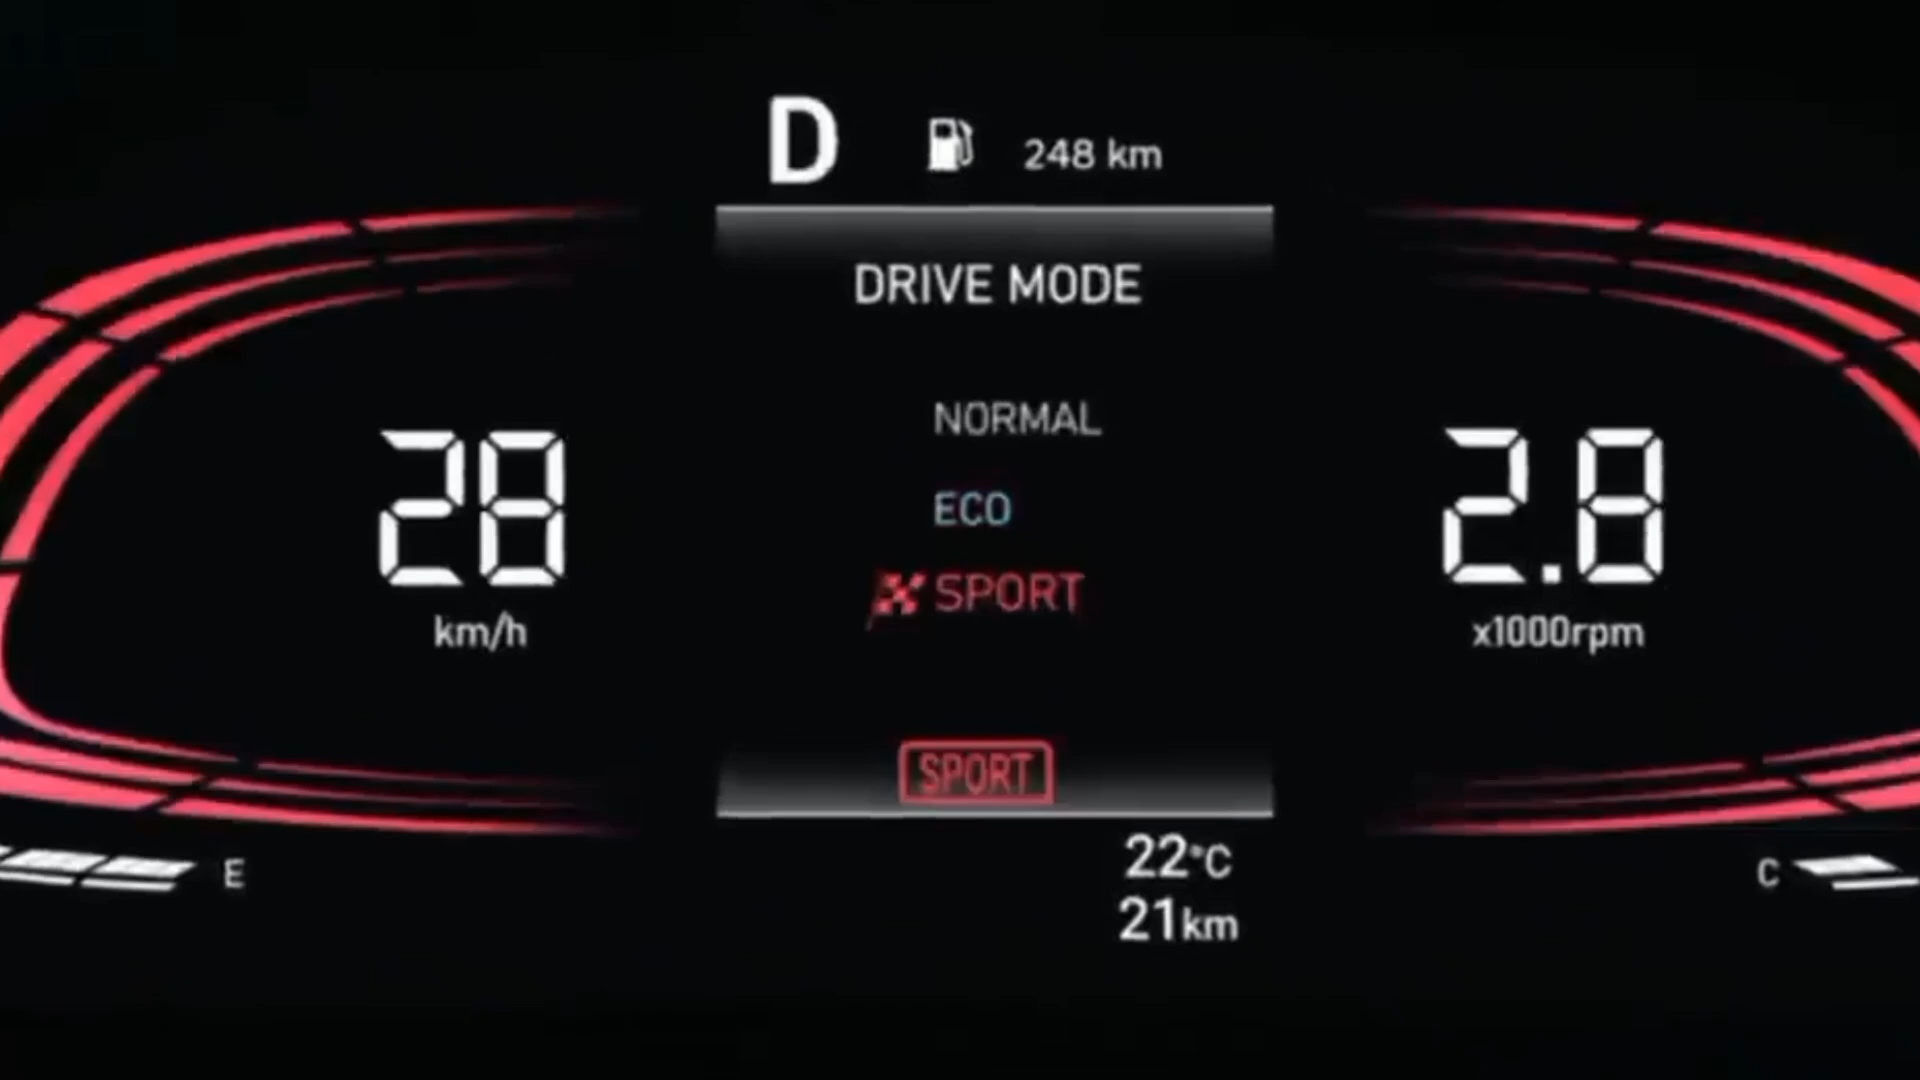 D 248 km
DRIVE MODE
NORMAL
ECO
SPORT
28
km/h
2.8
x1000rpm
SPORT
E
C
22°C
21km